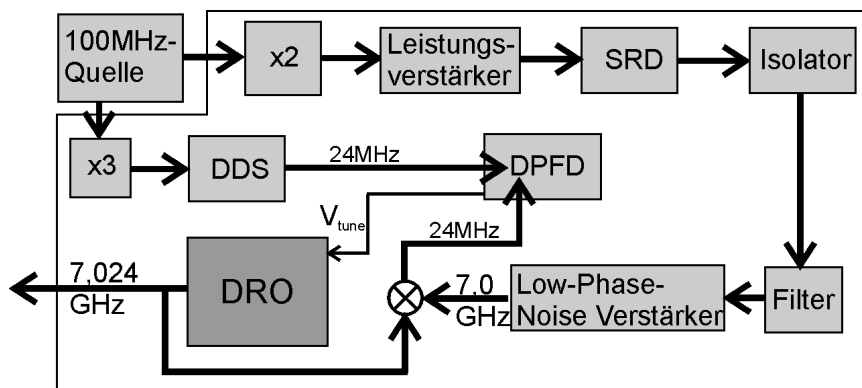 100MHz-
Quelle
x2
Leistungs-
verstärker
SRD
Isolator
x3
DDS
24MHz
DPFD
Vtune
24MHz
7,024
GHz
DRO
7,0
GHz
Low-Phase-
Noise Verstärker
Filter